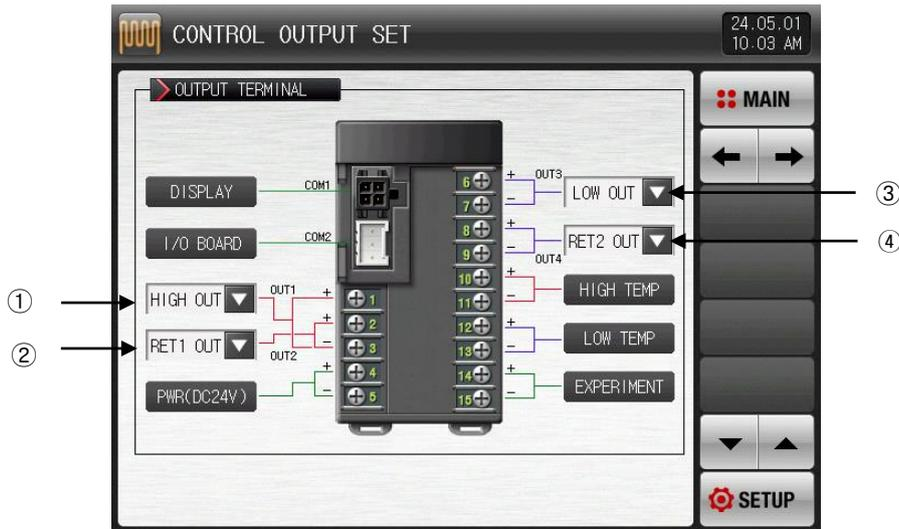 CONTROL OUTPUT SET
24.05.01
10:03 AM
OUTPUT TERMINAL
MAIN
DISPLAY
COM1
I/O BOARD
COM2
① HIGH OUT OUT1
② RET1 OUT OUT2
PWR(DC24V)
+
+
-
+
-
1
2
3
4
5
6
7
8
9
10
11
12
13
14
15
+ OUT3 LOW OUT ③
-
+ RET2 OUT ④
- OUT4
+ HIGH TEMP
-
+ LOW TEMP
-
+ EXPERIMENT
-
SETUP